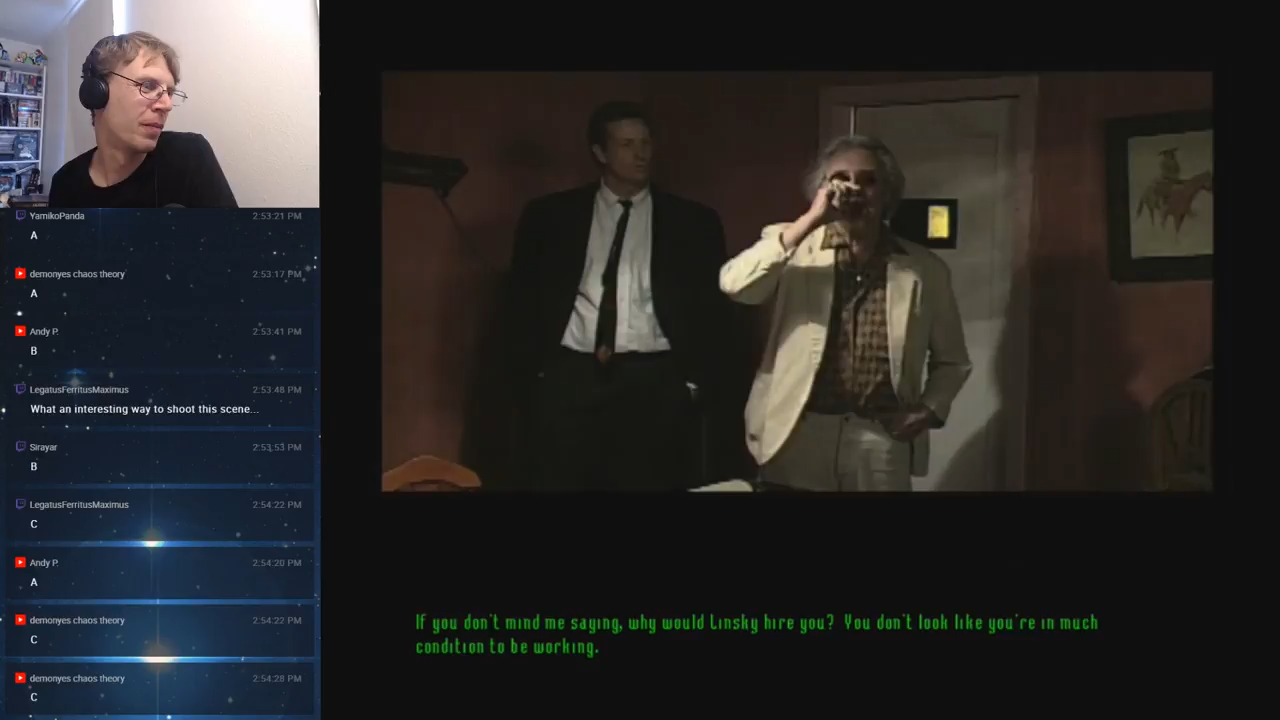 YamikoPanda 2:53:21 PM
A
demonyes chaos theory 2:53:17 PM
A
Andy P. 2:53:41 PM
B
LegatusFerritusMaximus 2:53:48 PM
What an interesting way to shoot this scene...
Sirayar 2:53:53 PM
B
LegatusFerritusMaximus 2:54:22 PM
C
Andy P. 2:54:20 PM
A
demonyes chaos theory 2:54:22 PM
C
demonyes chaos theory 2:54:28 PM
C
If you don't mind me saying, why would Linsky hire you? You don't look like you're in much
condition to be working.